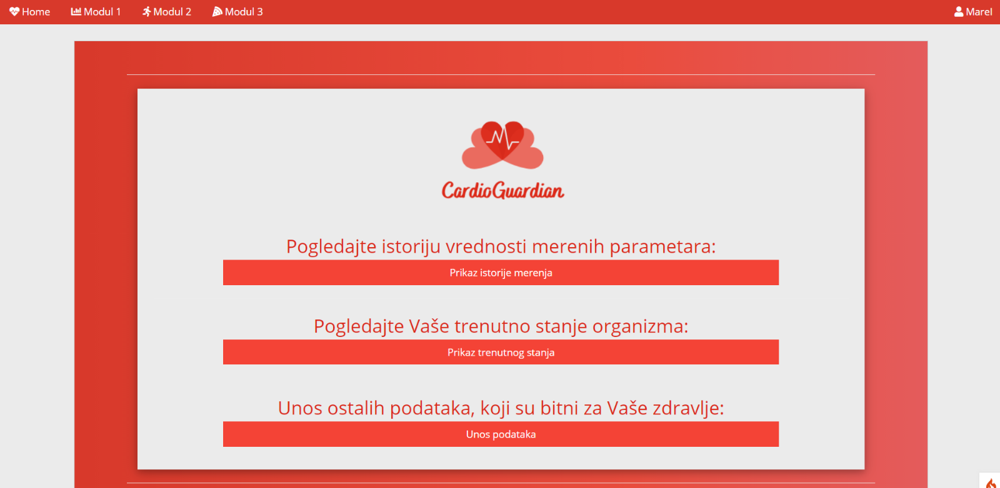 Home Modul 1 Modul 2 Modul 3 Marel
CardioGuardian
Pogledajte istoriju vrednosti merenih parametara:
Prikaz istorije merenja
Pogledajte Vaše trenutno stanje organizma:
Prikaz trenutnog stanja
Unos ostalih podataka, koji su bitni za Vaše zdravlje:
Unos podataka